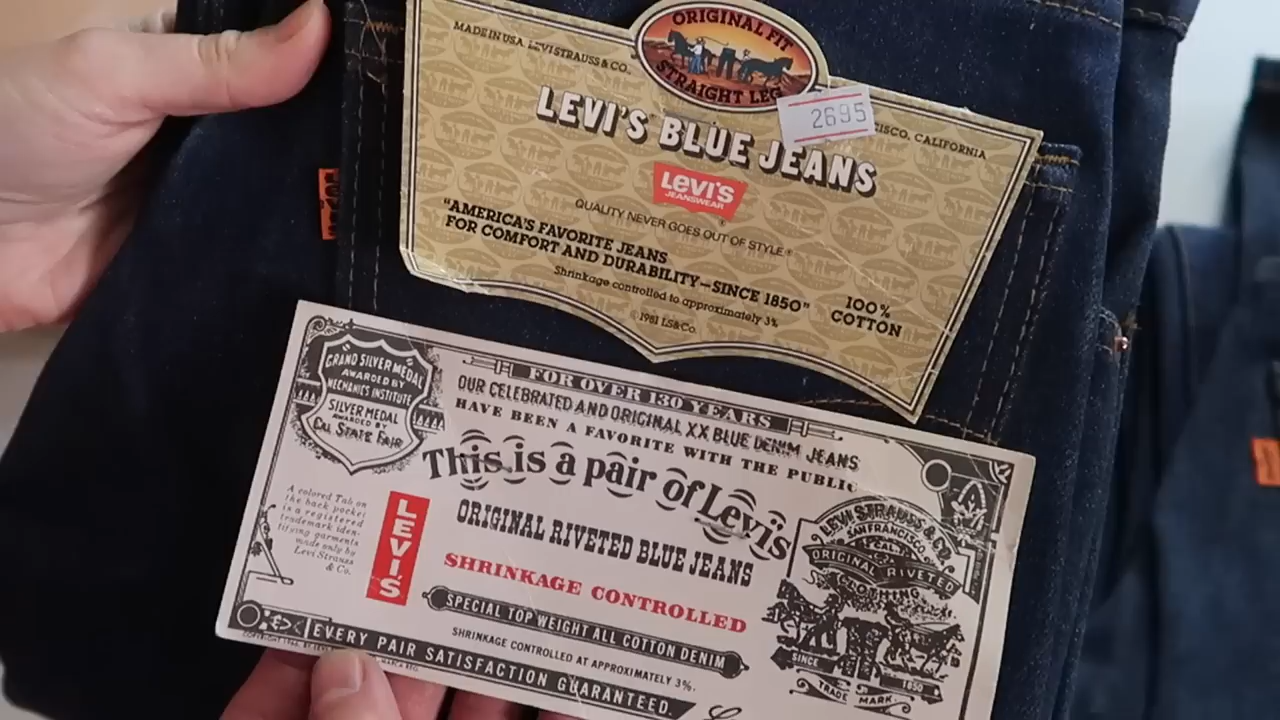 ORIGINAL FIT
STRAIGHT LEG
MADE IN USA. LEVI STRAUSS & CO.,
CISCO, CALIFORNIA
2695
LEVI'S BLUE JEANS
LEVI'S
JEANSWEAR
QUALITY NEVER GOES OUT OF STYLE®
"AMERICA'S FAVORITE JEANS
FOR COMFORT AND DURABILITY—SINCE 1850"
Shrinkage controlled to approximately 3%
100%
COTTON
© 1981 LS&Co.
GRAND SILVER MEDAL
AWARDED BY
MECHANICS INSTITUTE
SILVER MEDAL
AWARDED BY
CAL STATE FAIR
FOR OVER 130 YEARS
OUR CELEBRATED AND ORIGINAL XX BLUE DENIM JEANS
HAVE BEEN A FAVORITE WITH THE PUBLIC
This is a pair of Levi's
ORIGINAL RIVETED BLUE JEANS
SHRINKAGE CONTROLLED
SPECIAL TOP WEIGHT ALL COTTON DENIM
SHRINKAGE CONTROLLED AT APPROXIMATELY 3%.
EVERY PAIR SATISFACTION GUARANTEED.
A colored Tab on
the back pocket
is a registered
trademark iden-
tifying garments
made only by
Levi Strauss
& Co.
LEVI'S
LEVI STRAUSS & CO.
SAN FRANCISCO,
CAL.
ORIGINAL RIVETED
CLOTHING
SINCE
1850
TRADE MARK